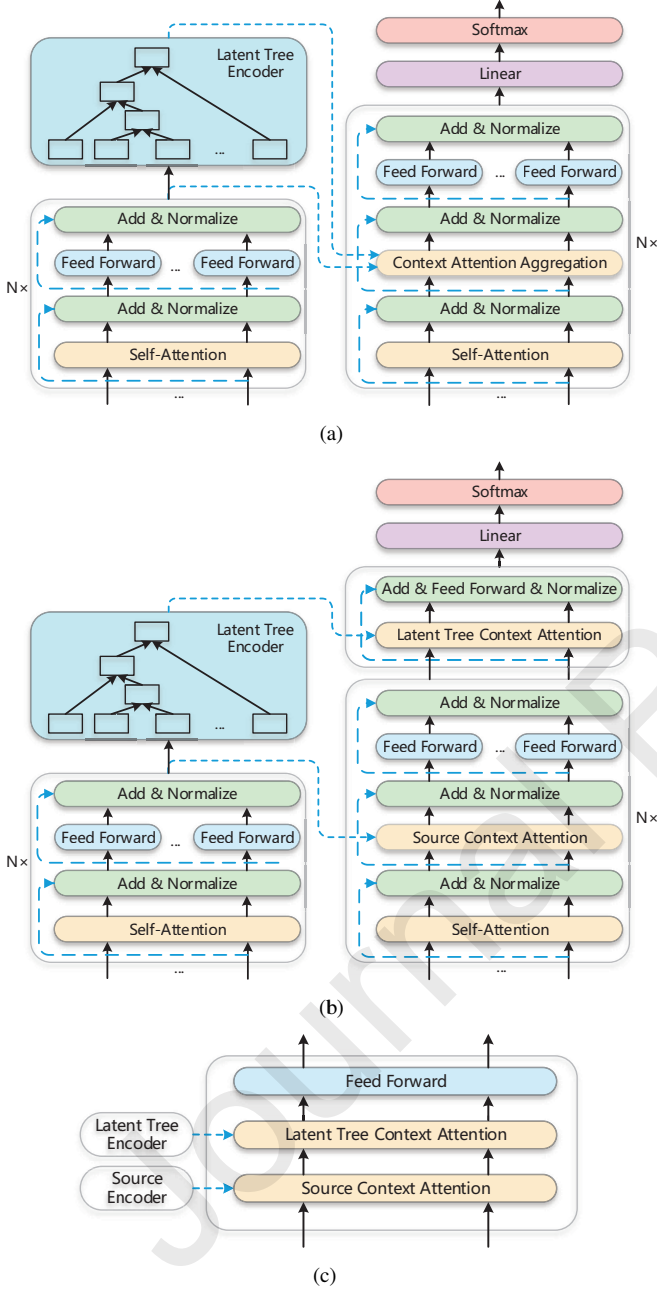 Softmax
Latent Tree
Encoder
Linear
Add & Normalize
Feed Forward ... Feed Forward
...
Add & Normalize
Add & Normalize
N×
Feed Forward ... Feed Forward
Context Attention Aggregation
N×
Add & Normalize
Add & Normalize
Self-Attention
Self-Attention
...
...
(a)
Softmax
Linear
Add & Feed Forward & Normalize
Latent Tree
Encoder
Latent Tree Context Attention
Add & Normalize
...
Feed Forward ... Feed Forward
Add & Normalize
Add & Normalize
N×
Feed Forward ... Feed Forward
Source Context Attention
N×
Add & Normalize
Add & Normalize
Self-Attention
Self-Attention
...
...
(b)
Feed Forward
Latent Tree
Encoder
Latent Tree Context Attention
Source
Encoder
Source Context Attention
(c)
Journal P